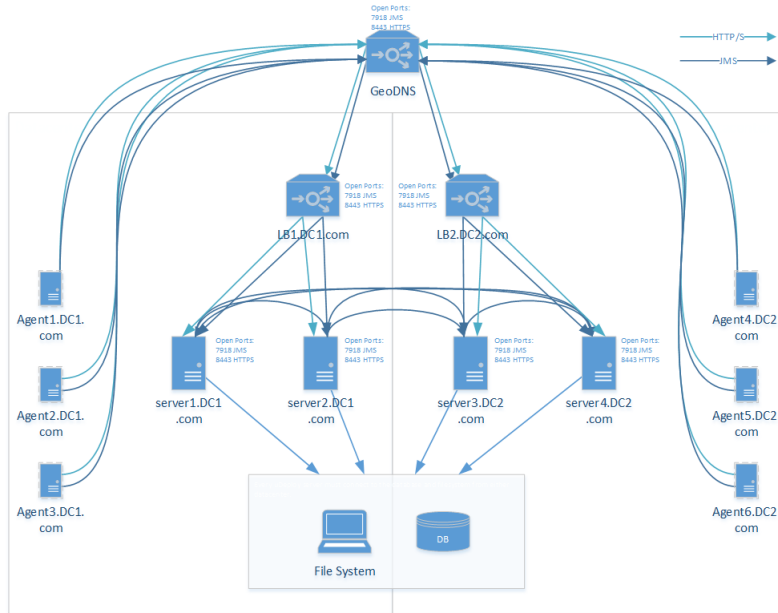 Open Ports:
7918 JMS
8443 HTTPS
HTTP/S
JMS
GeoDNS
Open Ports:
7918 JMS
8443 HTTPS
Open Ports:
7918 JMS
8443 HTTPS
LB1.DC1.com
LB2.DC2.com
Agent1.DC1.
com
Agent4.DC2
.com
Open Ports:
7918 JMS
8443 HTTPS
Open Ports:
7918 JMS
8443 HTTPS
Open Ports:
7918 JMS
8443 HTTPS
Open Ports:
7918 JMS
8443 HTTPS
server1.DC1
.com
server2.DC1
.com
server3.DC2
.com
server4.DC2
.com
Agent2.DC1.
com
Agent5.DC2
.com
Agent3.DC1.
com
Agent6.DC2
.com
DB
File System